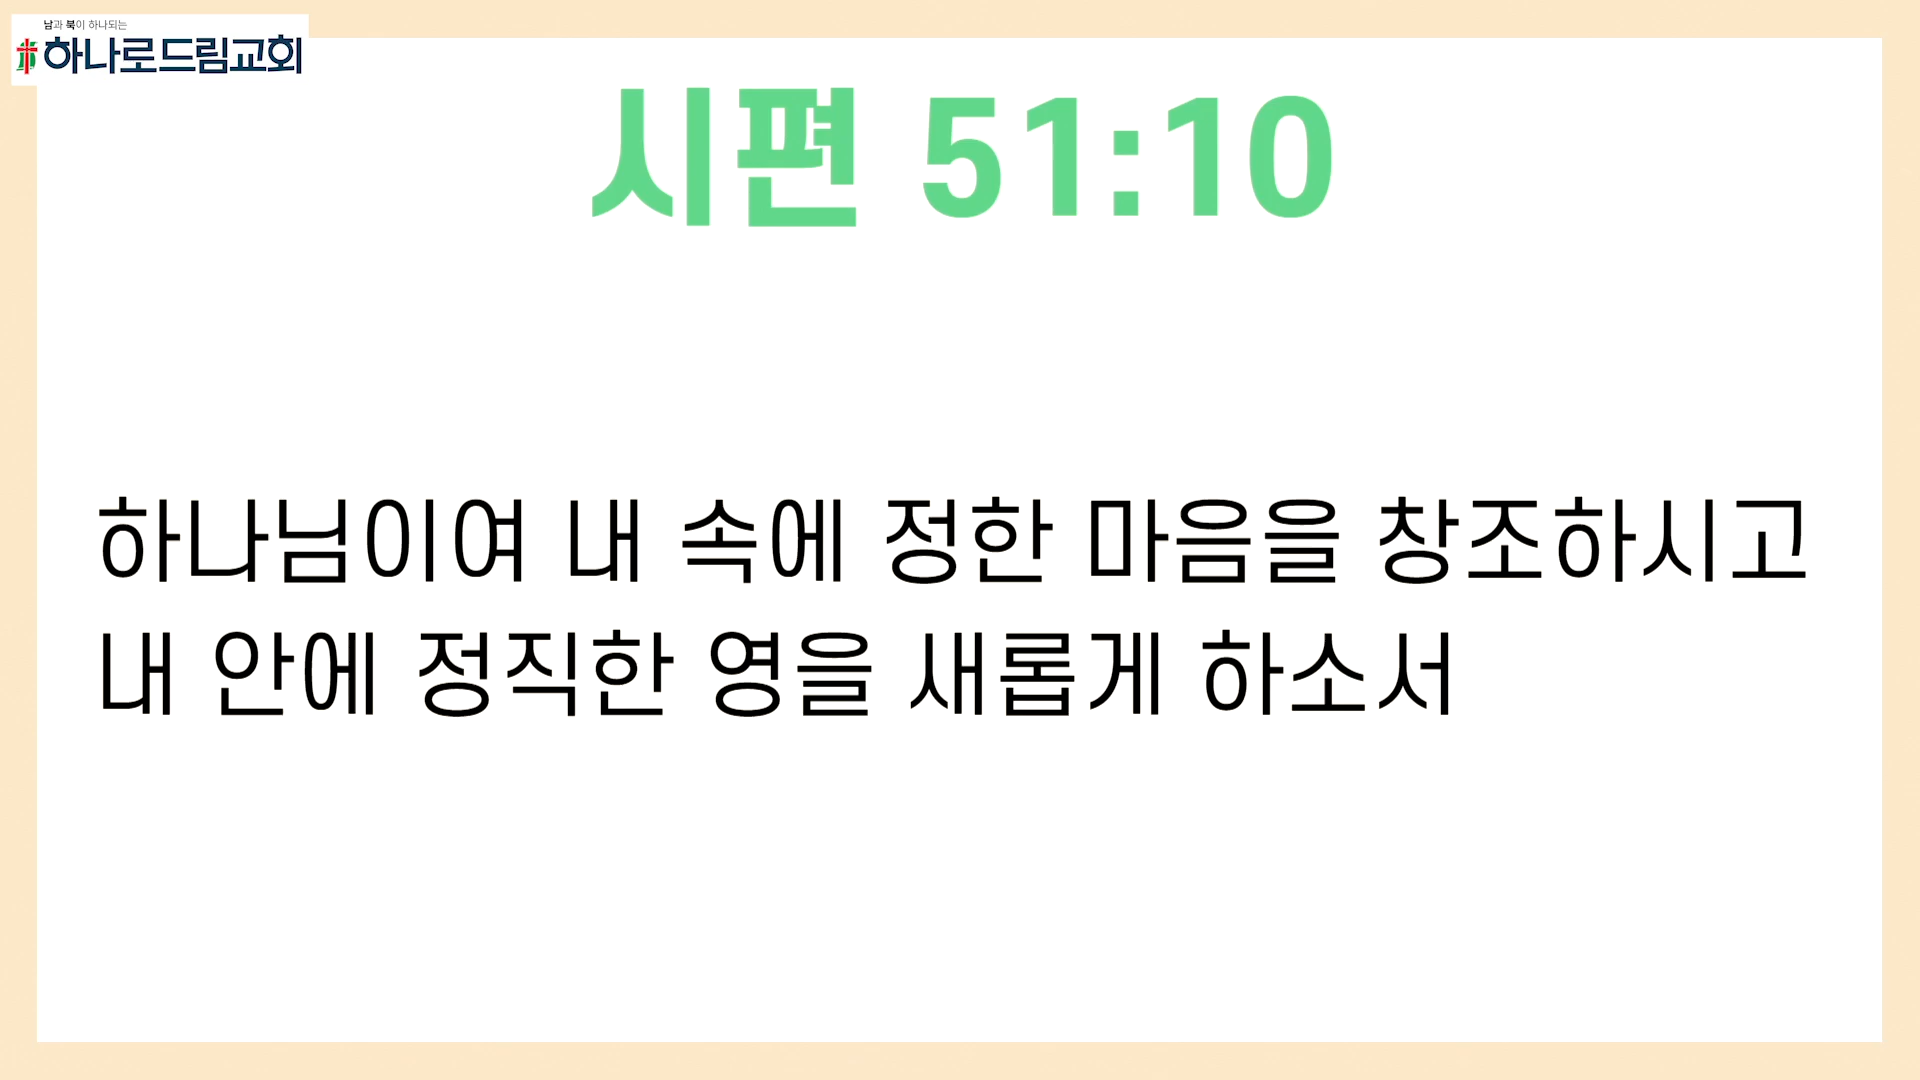 남과 북이 하나되는
하나로드림교회
시편 51:10
하나님이여 내 속에 정한 마음을 창조하시고
내 안에 정직한 영을 새롭게 하소서